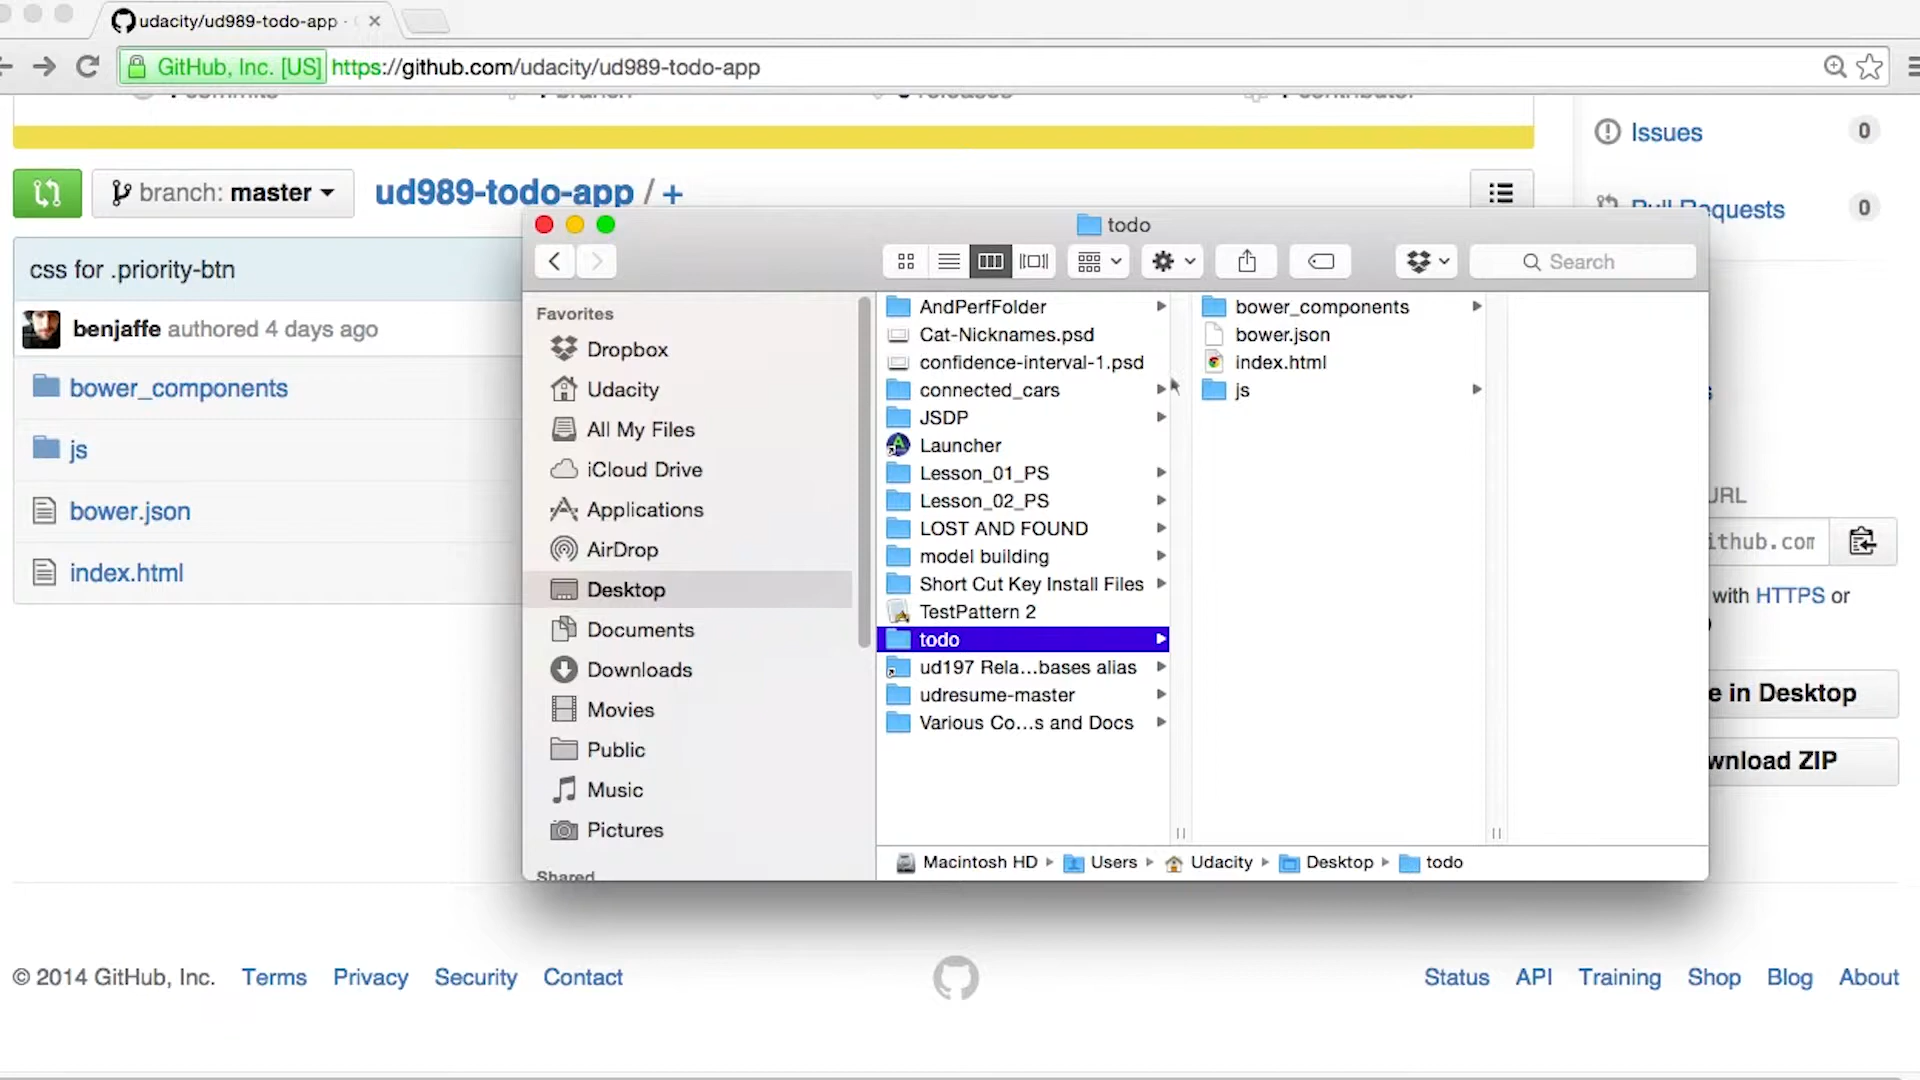 udacity/ud989-todo-app ·
GitHub, Inc. [US] https://github.com/udacity/ud989-todo-app
Issues 0
branch: master
ud989-todo-app / +
Pull Requests 0
css for .priority-btn
benjaffe authored 4 days ago
bower_components
js
bower.json
index.html
todo
Search
Favorites
Dropbox
Udacity
All My Files
iCloud Drive
Applications
AirDrop
Desktop
Documents
Downloads
Movies
Public
Music
Pictures
Shared
AndPerfFolder
Cat-Nicknames.psd
confidence-interval-1.psd
connected_cars
JSDP
Launcher
Lesson_01_PS
Lesson_02_PS
LOST AND FOUND
model building
Short Cut Key Install Files
TestPattern 2
todo
ud197 Rela...bases alias
udresume-master
Various Co...s and Docs
bower_components
bower.json
index.html
js
Macintosh HD Users Udacity Desktop todo
URL
ithub.com
with HTTPS or
e in Desktop
wnload ZIP
© 2014 GitHub, Inc. Terms Privacy Security Contact
Status API Training Shop Blog About